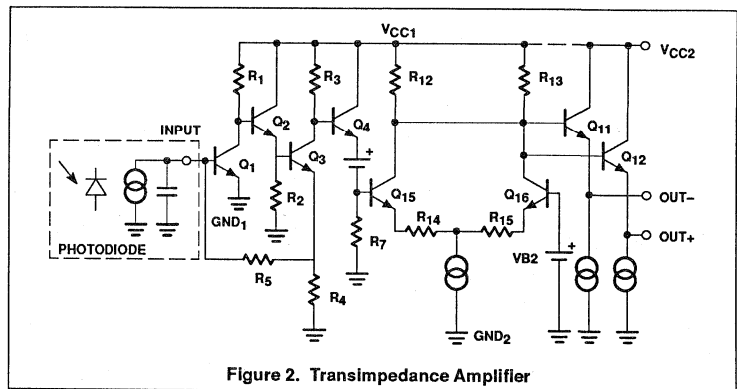 VCC1
VCC2
R1
R3
R12
R13
Q2
Q4
Q11
INPUT
Q12
Q1
Q3
Q15
Q16
OUT–
GND1
R2
R14
R15
PHOTODIODE
R7
VB2
OUT+
R5
R4
GND2
Figure 2. Transimpedance Amplifier